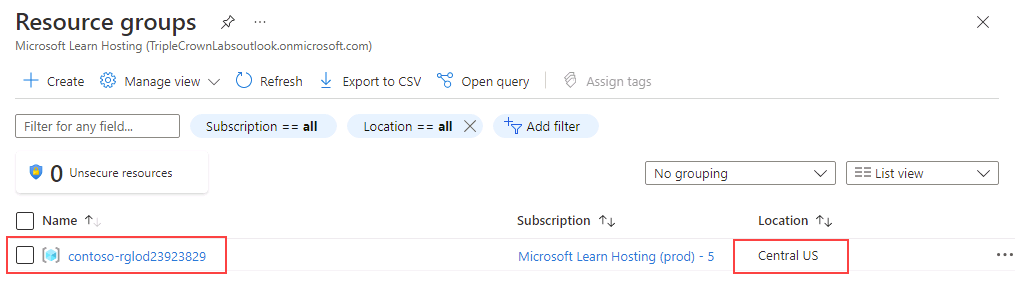 Resource groups
Microsoft Learn Hosting (TripleCrownLabsoutlook.onmicrosoft.com)
Create Manage view Refresh Export to CSV Open query Assign tags
Filter for any field... Subscription == all Location == all Add filter
0 Unsecure resources
No grouping List view
Name Subscription Location
contoso-rglod23923829 Microsoft Learn Hosting (prod) - 5 Central US